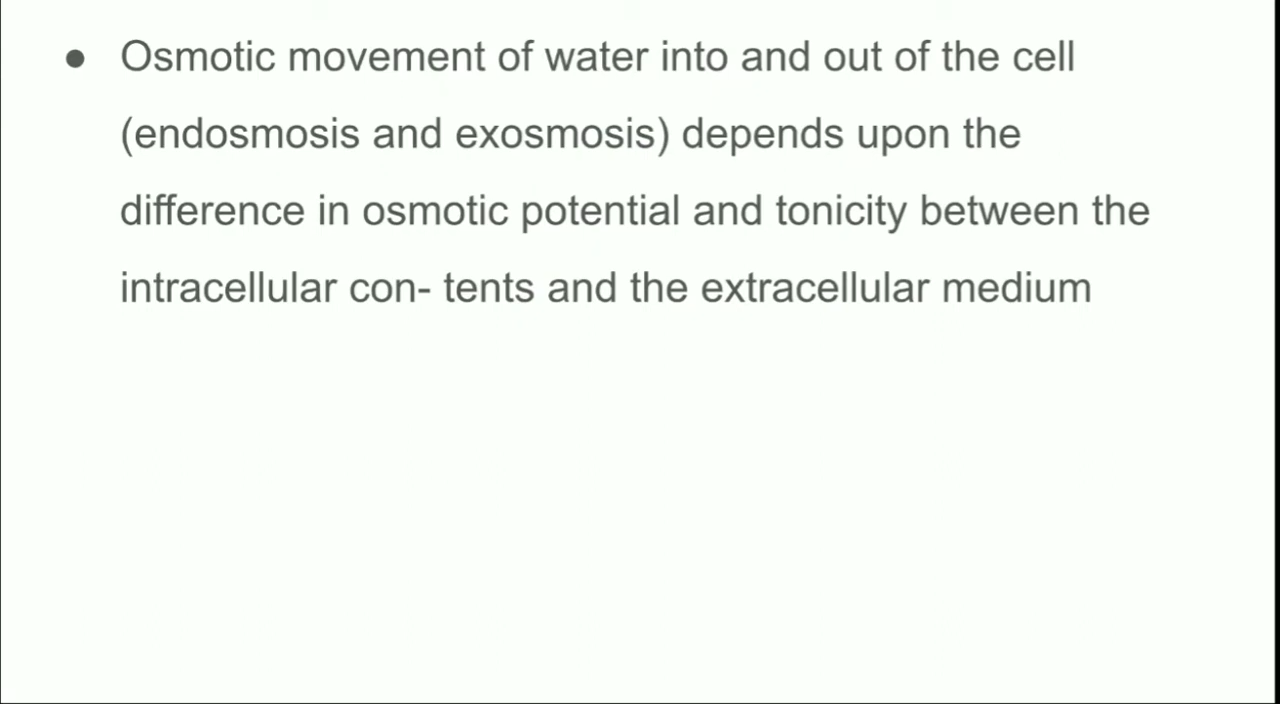 ● Osmotic movement of water into and out of the cell
(endosmosis and exosmosis) depends upon the
difference in osmotic potential and tonicity between the
intracellular con- tents and the extracellular medium